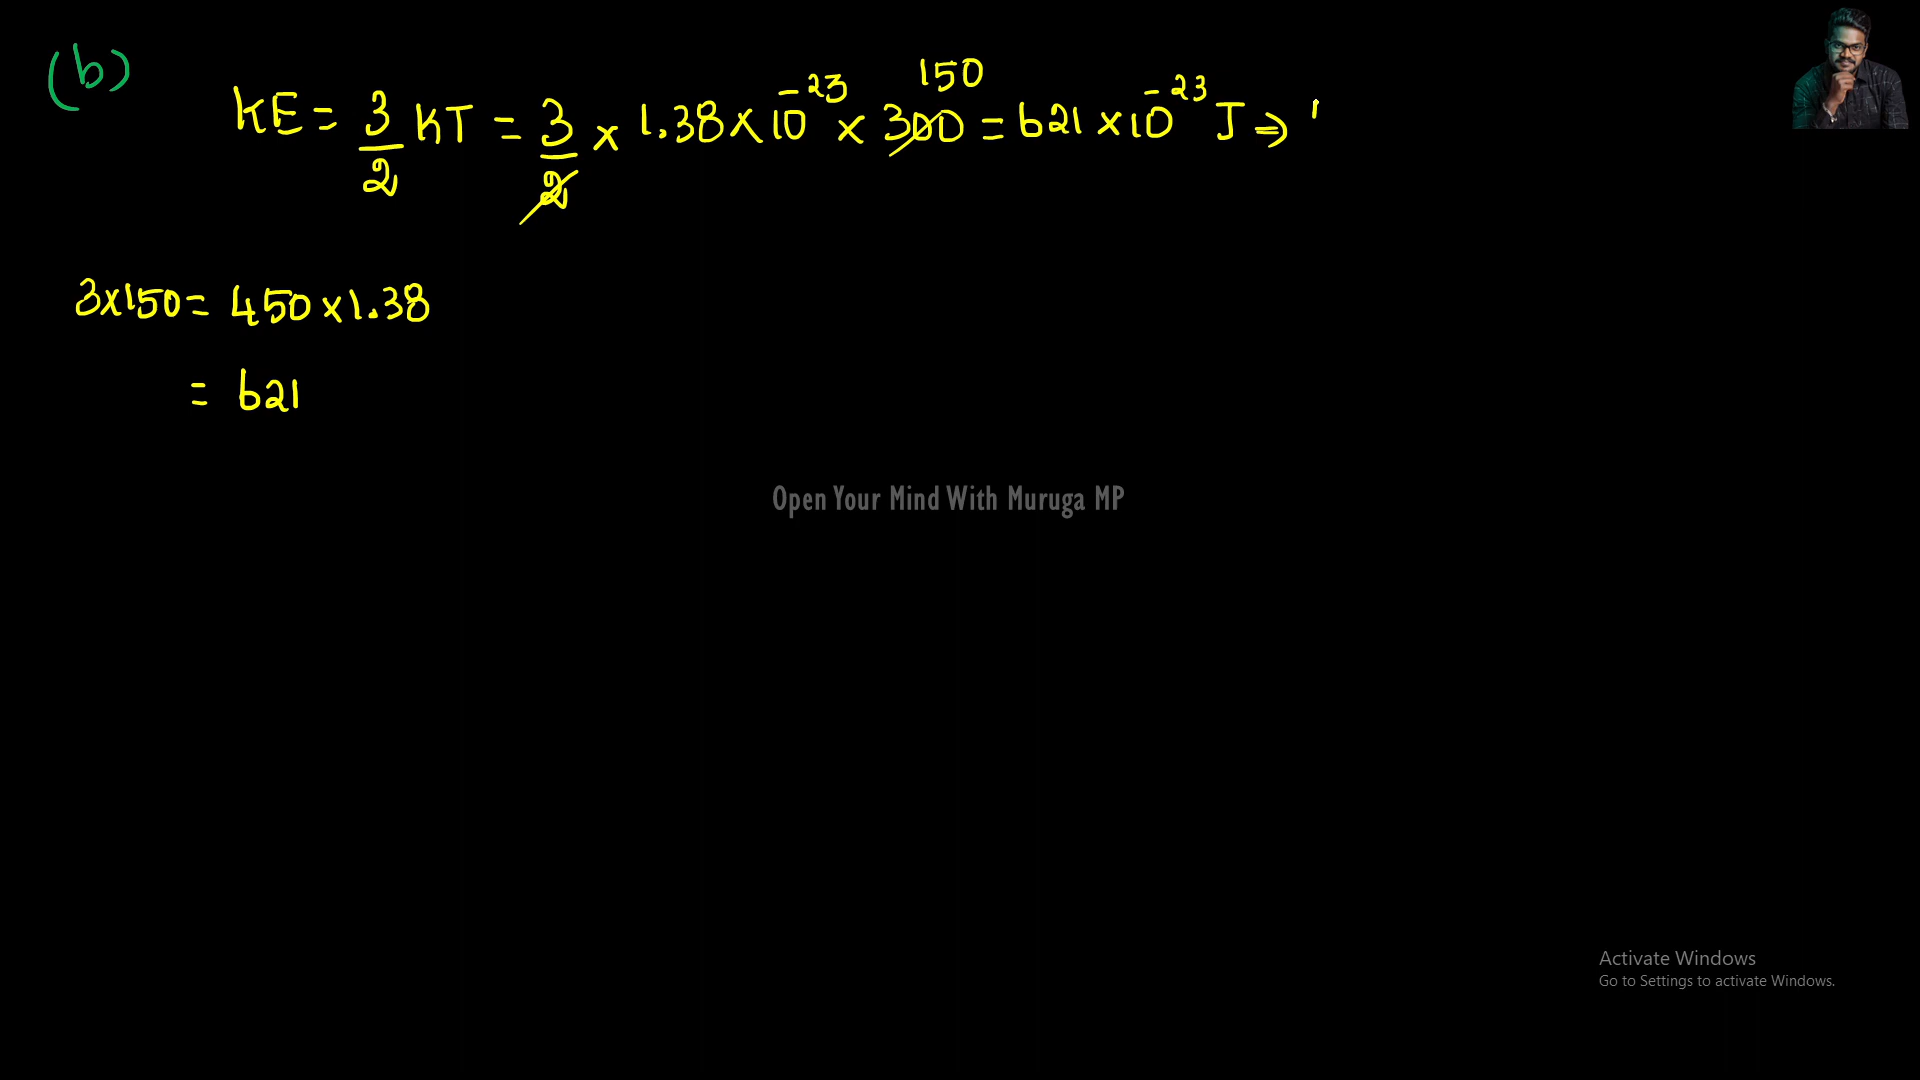 (b)
KE = 3/2 KT = 3/2 × 1.38 × 10⁻²³ × 300 150 = 621 × 10⁻²³ J ⇒
3×150 = 450 × 1.38
= 621
Open Your Mind With Muruga MP
Activate Windows
Go to Settings to activate Windows.